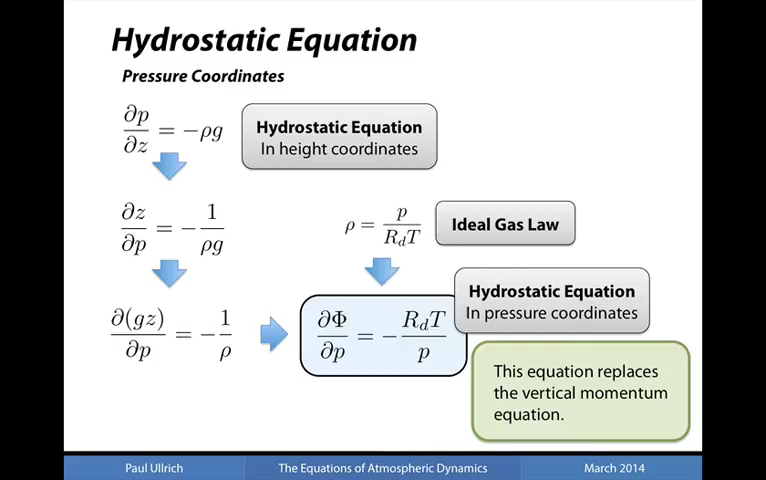 Hydrostatic Equation
Pressure Coordinates
∂p/∂z = −ρg
Hydrostatic Equation
In height coordinates
∂z/∂p = − 1/ρg
ρ = p/R_dT
Ideal Gas Law
∂(gz)/∂p = − 1/ρ
∂Φ/∂p = − R_dT/p
Hydrostatic Equation
In pressure coordinates
This equation replaces
the vertical momentum
equation.
Paul Ullrich
The Equations of Atmospheric Dynamics
March 2014